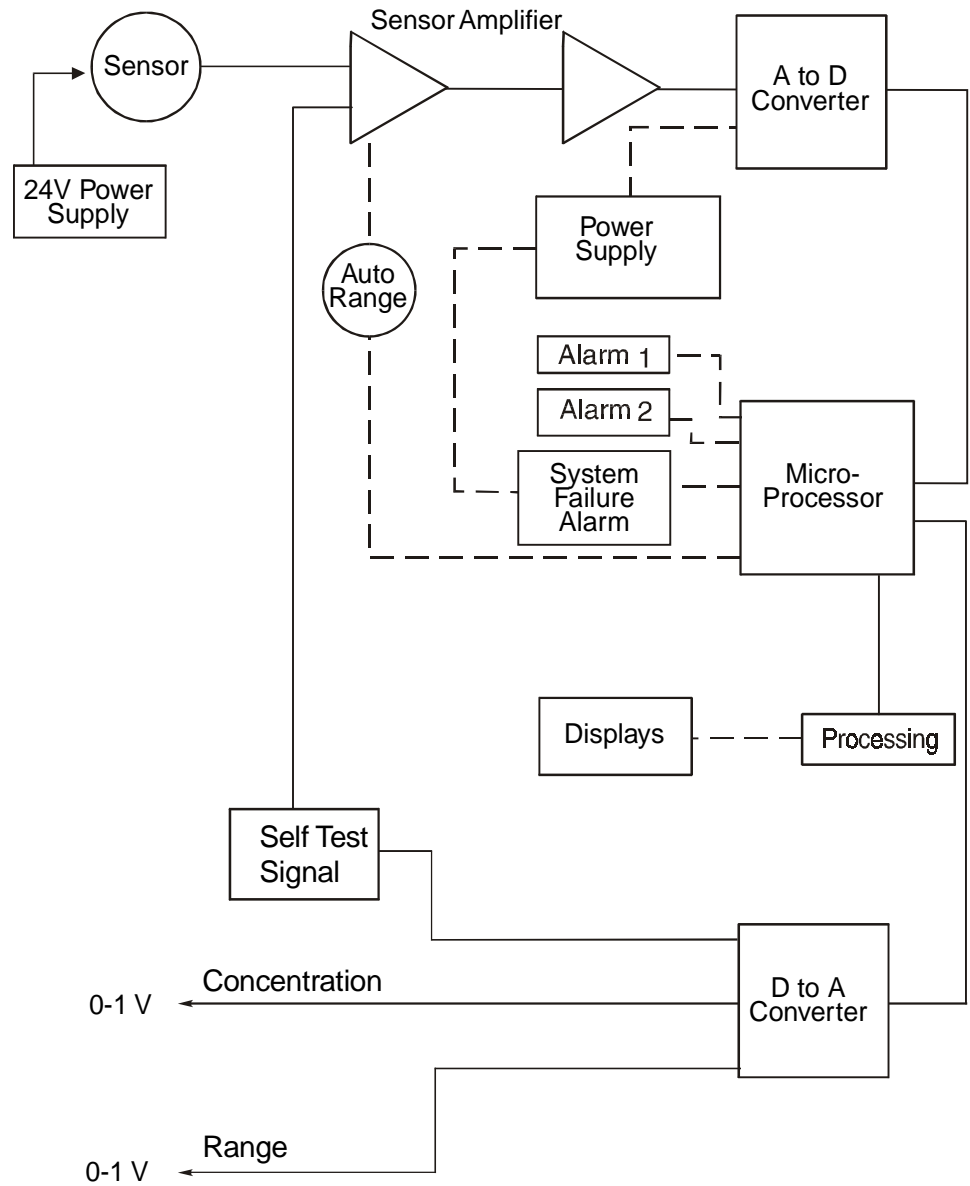 Sensor Amplifier
Sensor
A to D
Converter
24V Power
Supply
Power
Supply
Auto
Range
Alarm 1
Alarm 2
System
Failure
Alarm
Micro-
Processor
Displays
Processing
Self Test
Signal
D to A
Converter
Concentration
0-1 V
Range
0-1 V